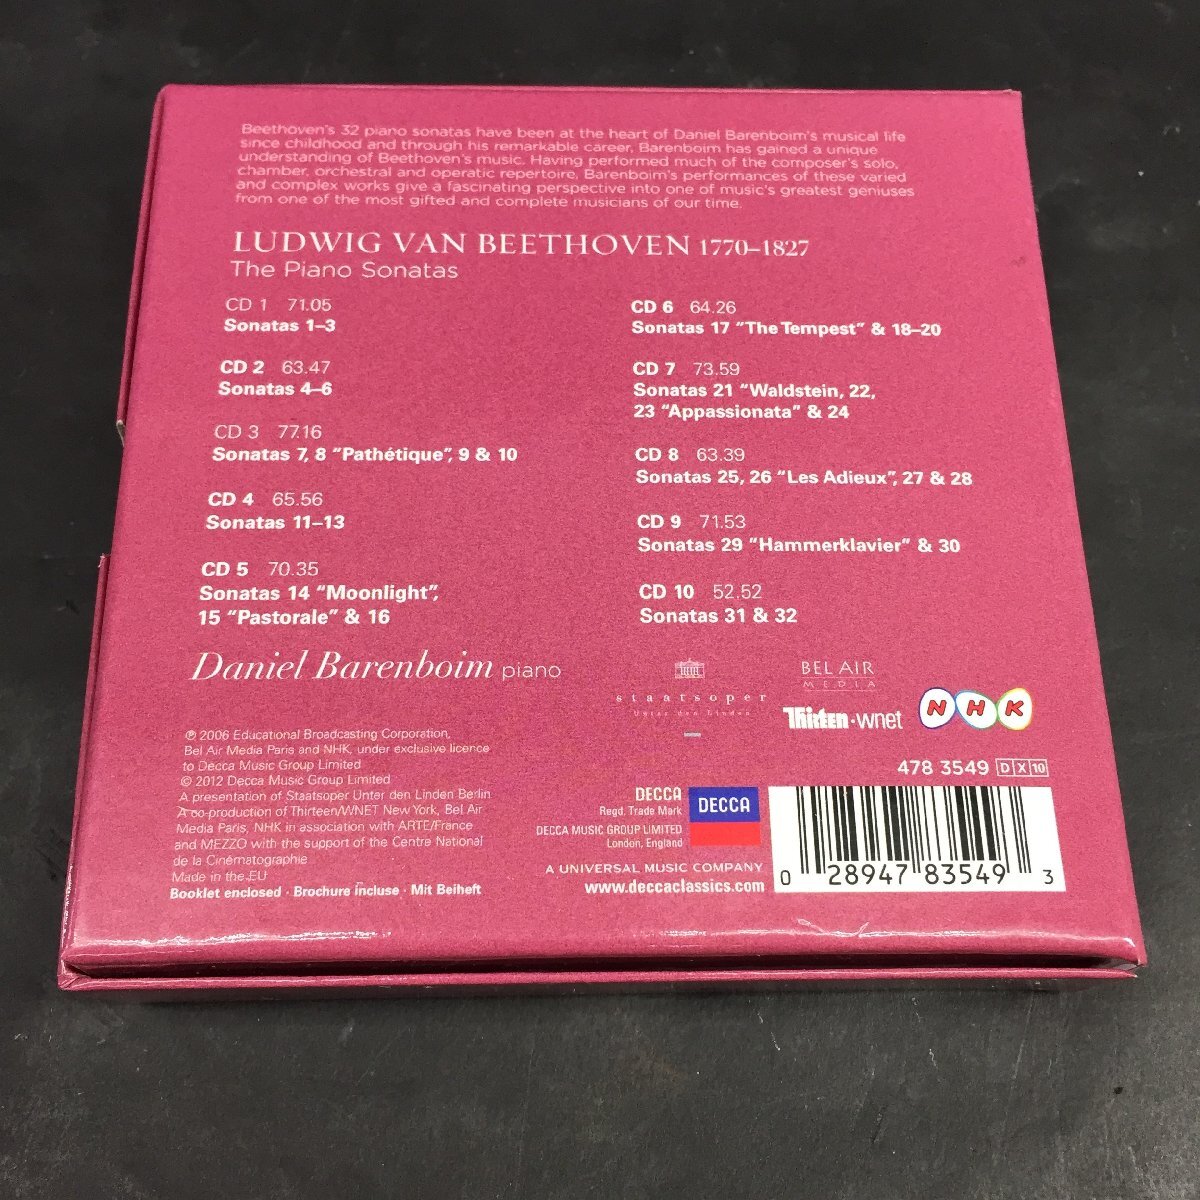 Beethoven's 32 piano sonatas have been at the heart of Daniel Barenboim's musical life
since childhood and through his remarkable career, Barenboim has gained a unique
understanding of Beethoven's music. Having performed much of the composer's solo,
chamber, orchestral and operatic repertoire, Barenboim's performances of these varied
and complex works give a fascinating perspective into one of music's greatest geniuses
from one of the most gifted and complete musicians of our time.
LUDWIG VAN BEETHOVEN 1770–1827
The Piano Sonatas
CD 1 71.05
Sonatas 1–3
CD 2 63.47
Sonatas 4–6
CD 3 77.16
Sonatas 7, 8 "Pathétique", 9 & 10
CD 4 65.56
Sonatas 11–13
CD 5 70.35
Sonatas 14 "Moonlight",
15 "Pastorale" & 16
CD 6 64.26
Sonatas 17 "The Tempest" & 18–20
CD 7 73.59
Sonatas 21 "Waldstein, 22,
23 "Appassionata" & 24
CD 8 63.39
Sonatas 25, 26 "Les Adieux", 27 & 28
CD 9 71.53
Sonatas 29 "Hammerklavier" & 30
CD 10 52.52
Sonatas 31 & 32
Daniel Barenboim piano
staatsoper
Unter den Linden
BEL AIR
MEDIA
Thirteen·wnet
NHK
℗ 2006 Educational Broadcasting Corporation,
Bel Air Media Paris and NHK, under exclusive licence
to Decca Music Group Limited
© 2012 Decca Music Group Limited
A presentation of Staatsoper Unter den Linden Berlin
A co-production of Thirteen/WNET New York, Bel Air
Media Paris, NHK in association with ARTE/France
and MEZZO with the support of the Centre National
de la Cinématographie
Made in the EU
Booklet enclosed · Brochure incluse · Mit Beiheft
478 3549 D X 10
DECCA
Regd. Trade Mark
DECCA MUSIC GROUP LIMITED
London, England
DECCA
A UNIVERSAL MUSIC COMPANY
www.deccaclassics.com
0 28947 83549 3